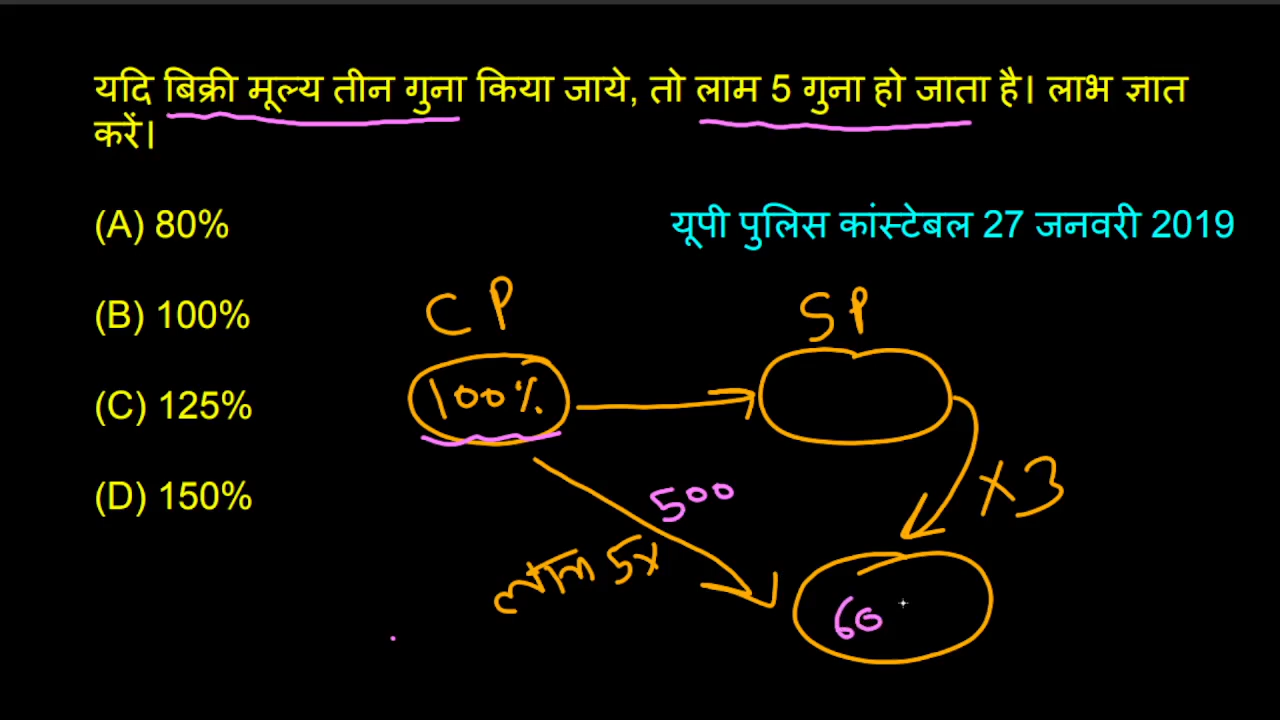 यदि बिक्री मूल्य तीन गुना किया जाये, तो लाम 5 गुना हो जाता है। लाभ ज्ञात
करें।
(A) 80%
यूपी पुलिस कांस्टेबल 27 जनवरी 2019
(B) 100%
CP
SP
(C) 125%
100%
(D) 150%
500
×3
लाभ 5x
60